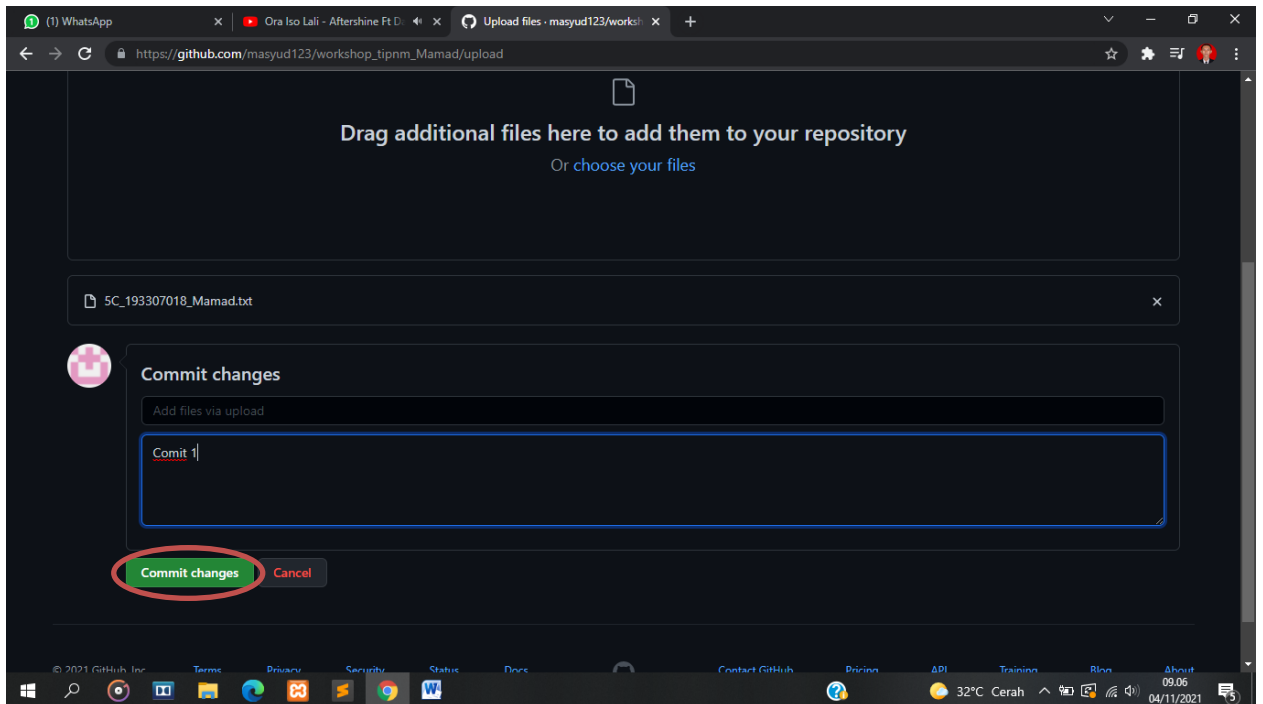 (1) WhatsApp
Ora Iso Lali - Aftershine Ft Da
Upload files · masyud123/worksh
https://github.com/masyud123/workshop_tipnm_Mamad/upload
Drag additional files here to add them to your repository
Or choose your files
5C_193307018_Mamad.txt
Commit changes
Add files via upload
Comit 1
Commit changes Cancel
© 2021 GitHub, Inc. Terms Privacy Security Status Docs Contact GitHub Pricing API Training Blog About
32°C Cerah
09.06
04/11/2021
5